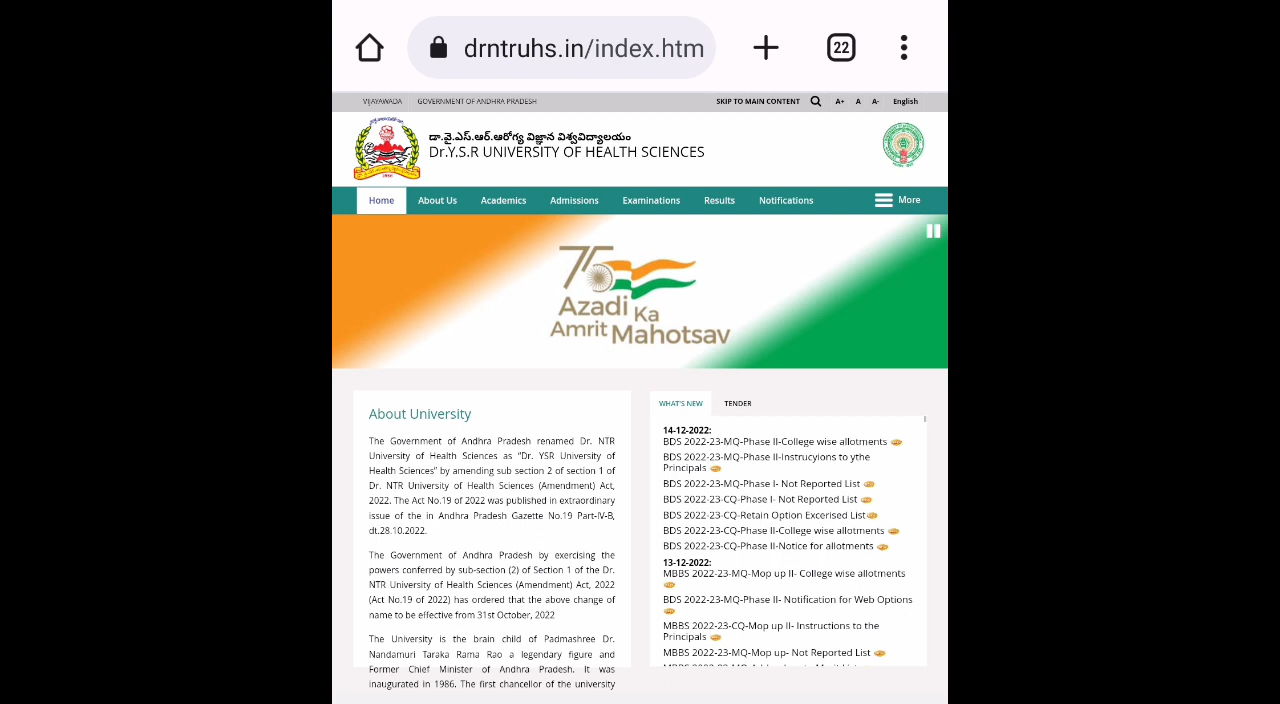 drntruhs.in/index.htm
22
VIJAYAWADA GOVERNMENT OF ANDHRA PRADESH SKIP TO MAIN CONTENT A+ A A- English
డా.వై.ఎస్.ఆర్.ఆరోగ్య విజ్ఞాన విశ్వవిద్యాలయం
Dr.Y.S.R UNIVERSITY OF HEALTH SCIENCES
Home About Us Academics Admissions Examinations Results Notifications More
75
Azadi Ka
Amrit Mahotsav
About University
The Government of Andhra Pradesh renamed Dr. NTR
University of Health Sciences as “Dr. YSR University of
Health Sciences” by amending sub section 2 of section 1 of
Dr. NTR University of Health Sciences (Amendment) Act,
2022. The Act No.19 of 2022 was published in extraordinary
issue of the in Andhra Pradesh Gazette No.19 Part-IV-B,
dt.28.10.2022.
The Government of Andhra Pradesh by exercising the
powers conferred by sub-section (2) of Section 1 of the Dr.
NTR University of Health Sciences (Amendment) Act, 2022
(Act No.19 of 2022) has ordered that the above change of
name to be effective from 31st October, 2022
The University is the brain child of Padmashree Dr.
Nandamuri Taraka Rama Rao a legendary figure and
Former Chief Minister of Andhra Pradesh. It was
inaugurated in 1986. The first chancellor of the university
WHAT'S NEW TENDER
14-12-2022:
BDS 2022-23-MQ-Phase II-College wise allotments
BDS 2022-23-MQ-Phase II-Instrucyions to ythe
Principals
BDS 2022-23-MQ-Phase I- Not Reported List
BDS 2022-23-CQ-Phase I- Not Reported List
BDS 2022-23-CQ-Retain Option Excerised List
BDS 2022-23-CQ-Phase II-College wise allotments
BDS 2022-23-CQ-Phase II-Notice for allotments
13-12-2022:
MBBS 2022-23-MQ-Mop up II- College wise allotments
BDS 2022-23-MQ-Phase II- Notification for Web Options
MBBS 2022-23-CQ-Mop up II- Instructions to the
Principals
MBBS 2022-23-MQ-Mop up- Not Reported List